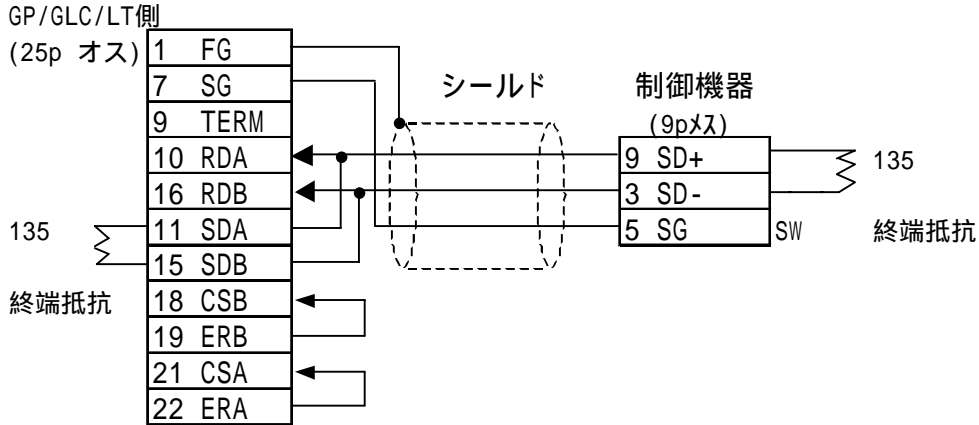 GP/GLC/LT側
(25p オス)
1 FG
7 SG
9 TERM
10 RDA
16 RDB
11 SDA
15 SDB
18 CSB
19 ERB
21 CSA
22 ERA
135
終端抵抗
シールド
制御機器
(9pメス)
9 SD+
3 SD-
5 SG
SW
135
終端抵抗